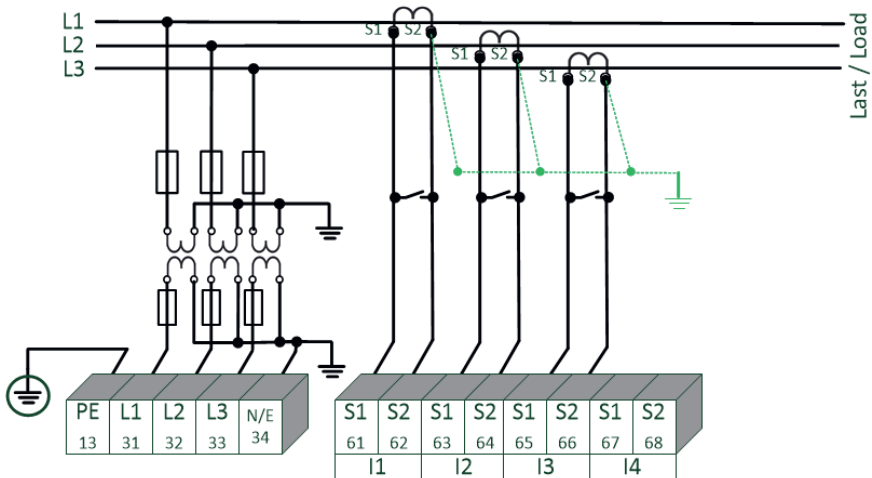 L1
S1 S2
L2
S1 S2
L3
S1 S2
Last / Load
PE L1 L2 L3 N/E
13 31 32 33 34
S1 S2 S1 S2 S1 S2 S1 S2
61 62 63 64 65 66 67 68
I1 I2 I3 I4